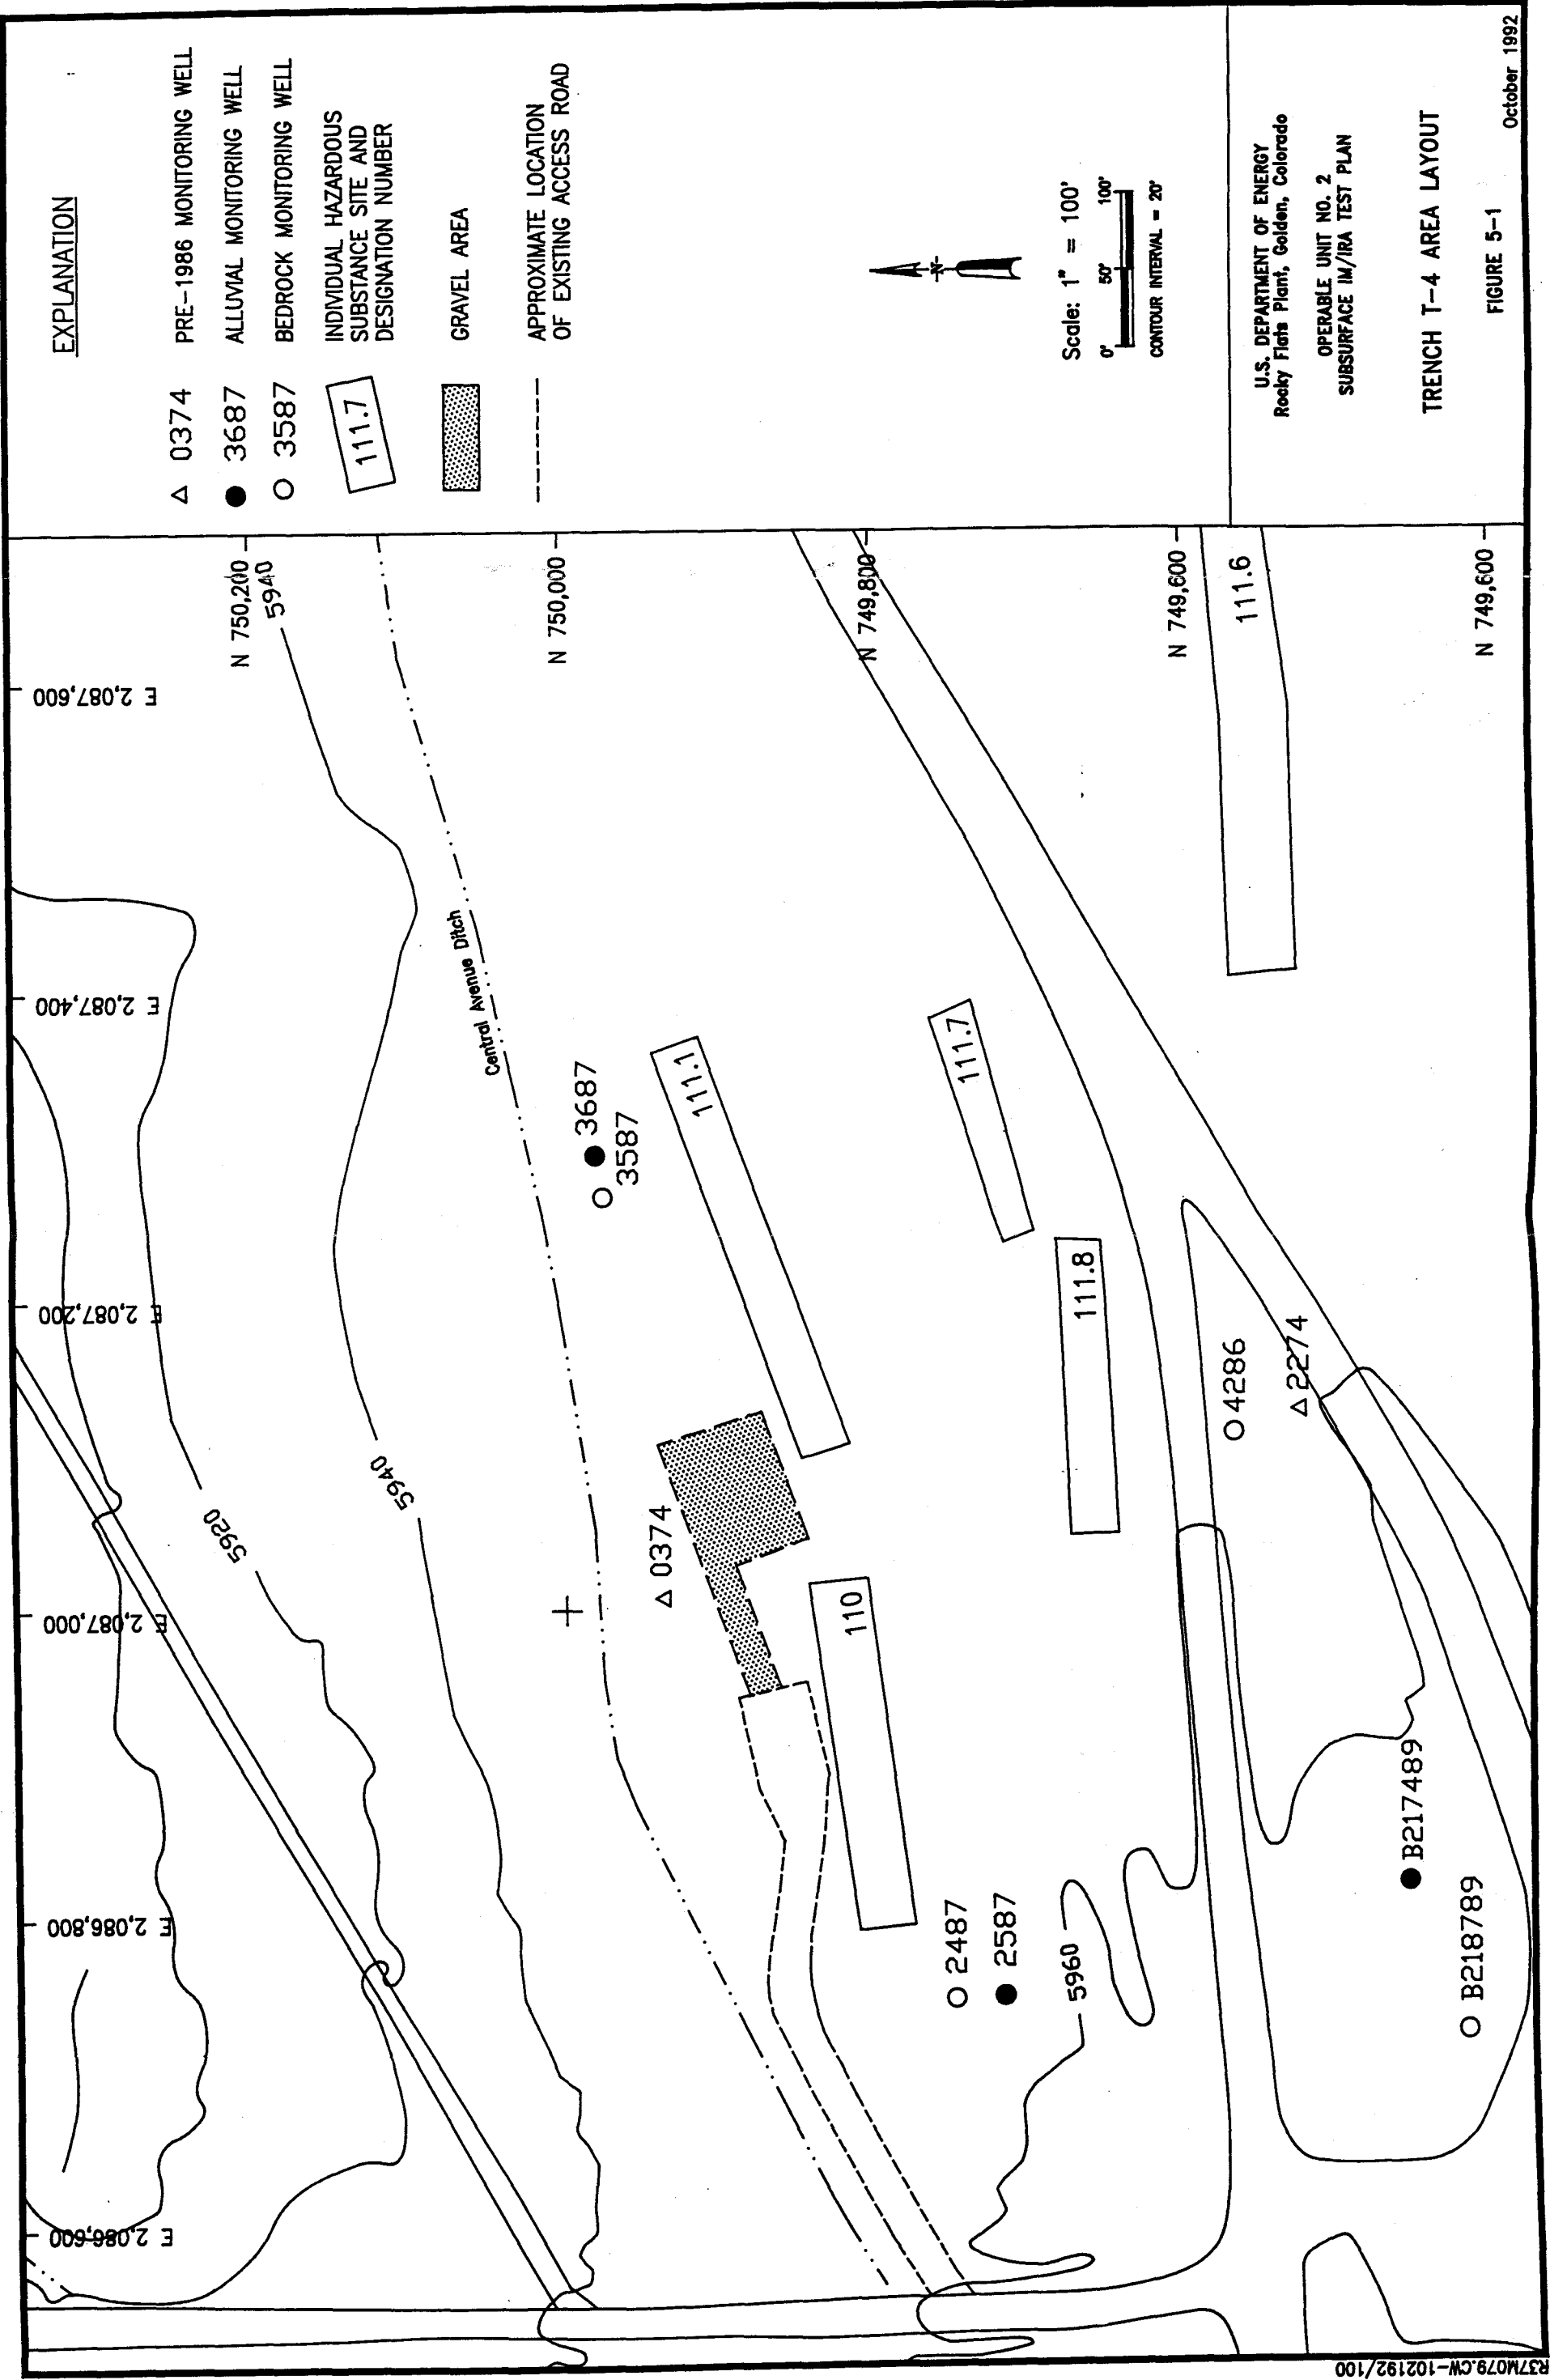 EXPLANATION
△ 0374 PRE-1986 MONITORING WELL
● 3687 ALLUVIAL MONITORING WELL
○ 3587 BEDROCK MONITORING WELL
111.7
INDIVIDUAL HAZARDOUS
SUBSTANCE SITE AND
DESIGNATION NUMBER
GRAVEL AREA
APPROXIMATE LOCATION
OF EXISTING ACCESS ROAD
N
Scale: 1" = 100'
0' 50' 100'
CONTOUR INTERVAL = 20'
U.S. DEPARTMENT OF ENERGY
Rocky Flats Plant, Golden, Colorado
OPERABLE UNIT NO. 2
SUBSURFACE IM/IRA TEST PLAN
TRENCH T-4 AREA LAYOUT
FIGURE 5-1
October 1992
E 2,086,600
E 2,086,800
E 2,087,000
E 2,087,200
E 2,087,400
E 2,087,600
N 750,200
5940
N 750,000
N 749,800
N 749,600
N 749,600
5920
5940
Central Avenue Ditch
3687
3587
0374
111.1
110
111.7
111.8
111.6
2487
2587
5960
4286
2274
B217489
B218789
R37M079.CW-102192/100